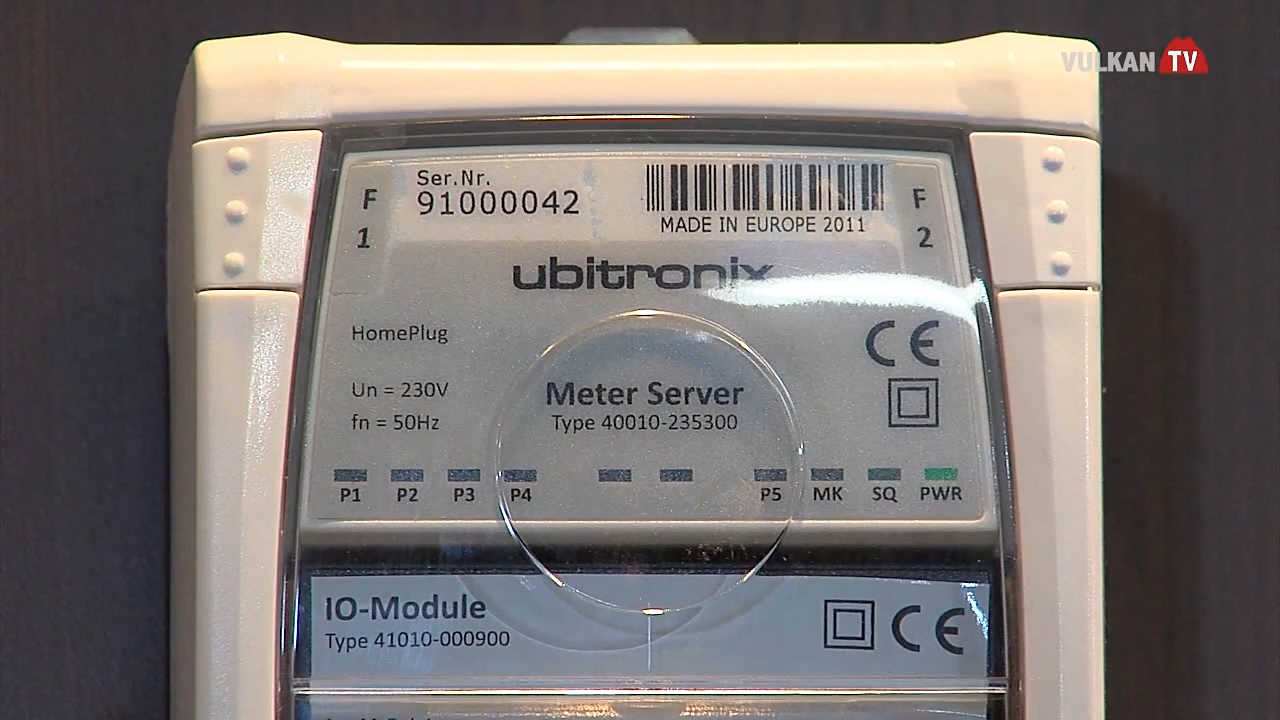 VULKAN TV
F
1
Ser.Nr.
91000042
MADE IN EUROPE 2011
F
2
ubitronix
HomePlug
CE
Un = 230V
fn = 50Hz
Meter Server
Type 40010-235300
P1 P2 P3 P4 P5 MK SQ PWR
IO-Module
Type 41010-000900
CE